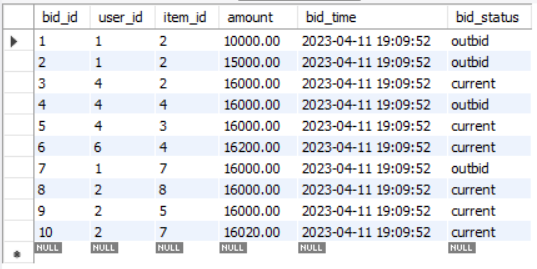 bid_id user_id item_id amount bid_time bid_status
1 1 2 10000.00 2023-04-11 19:09:52 outbid
2 1 2 15000.00 2023-04-11 19:09:52 outbid
3 4 2 16000.00 2023-04-11 19:09:52 current
4 4 4 16000.00 2023-04-11 19:09:52 outbid
5 4 3 16000.00 2023-04-11 19:09:52 current
6 6 4 16200.00 2023-04-11 19:09:52 current
7 1 7 16000.00 2023-04-11 19:09:52 outbid
8 2 8 16000.00 2023-04-11 19:09:52 current
9 2 5 16000.00 2023-04-11 19:09:52 current
10 2 7 16020.00 2023-04-11 19:09:52 current
NULL NULL NULL NULL NULL NULL